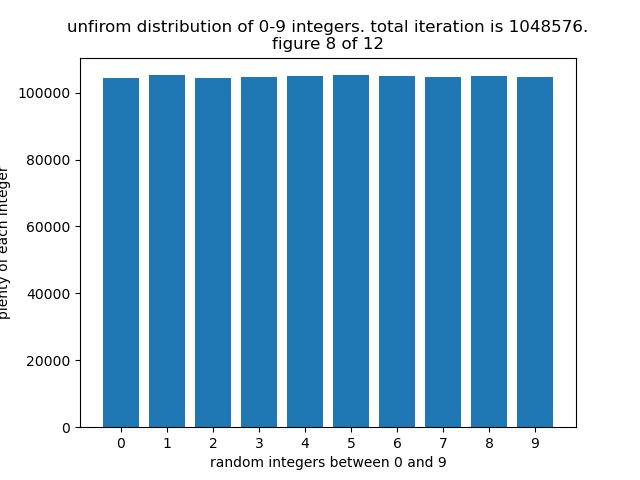 unfirom distribution of 0-9 integers. total iteration is 1048576.
figure 8 of 12
100000
80000
60000
40000
20000
0
plenty of each integer
0 1 2 3 4 5 6 7 8 9
random integers between 0 and 9